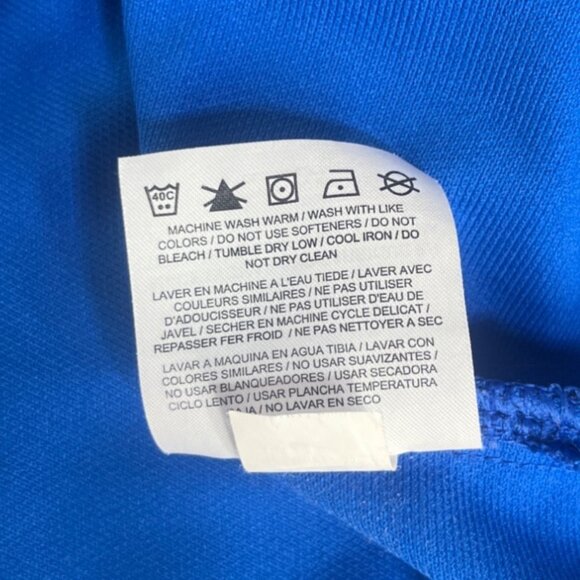 40C
MACHINE WASH WARM / WASH WITH LIKE
COLORS / DO NOT USE SOFTENERS / DO NOT
BLEACH / TUMBLE DRY LOW / COOL IRON / DO
NOT DRY CLEAN
LAVER EN MACHINE A L'EAU TIEDE / LAVER AVEC
COULEURS SIMILAIRES / NE PAS UTILISER
D'ADOUCISSEUR / NE PAS UTILISER D'EAU DE
JAVEL / SECHER EN MACHINE CYCLE DELICAT /
REPASSER FER FROID / NE PAS NETTOYER A SEC
LAVAR A MAQUINA EN AGUA TIBIA / LAVAR CON
COLORES SIMILARES / NO USAR SUAVIZANTES /
NO USAR BLANQUEADORES / USAR SECADORA
CICLO LENTO / USAR PLANCHA TEMPERATURA
/ NO LAVAR EN SECO